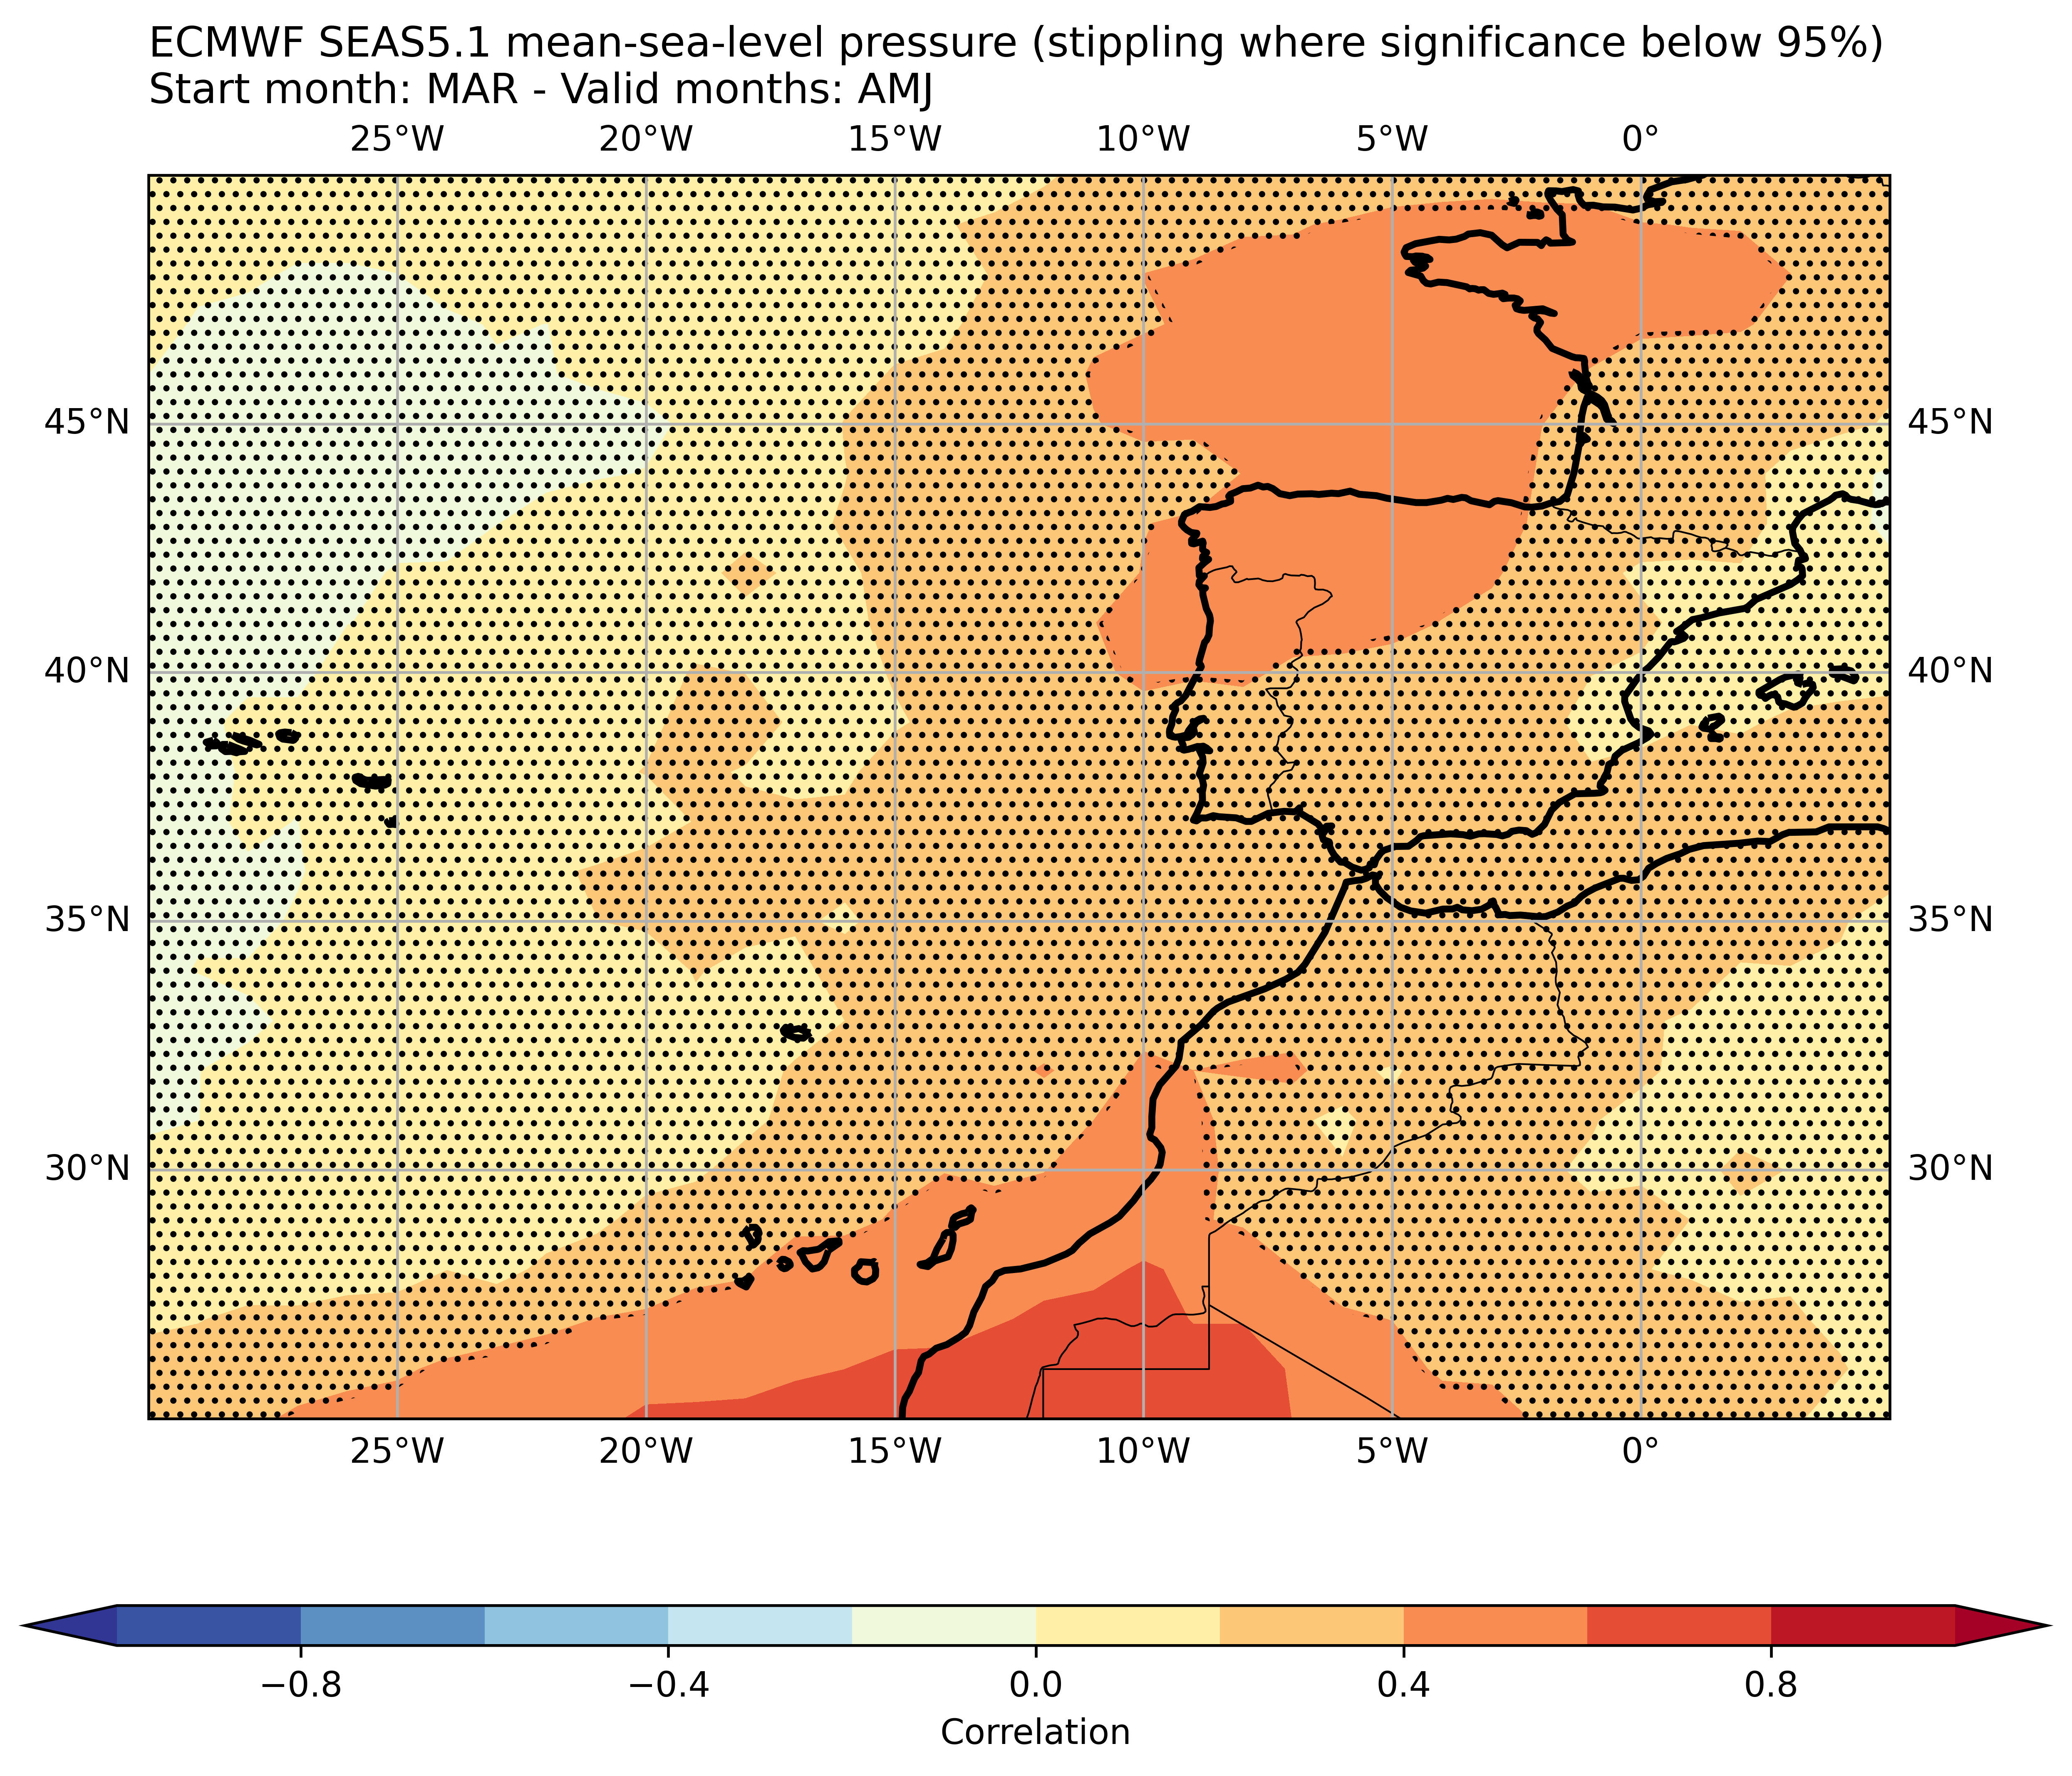 ECMWF SEAS5.1 mean-sea-level pressure (stippling where significance below 95%)
Start month: MAR - Valid months: AMJ
25°W 20°W 15°W 10°W 5°W 0°
45°N 45°N
40°N 40°N
35°N 35°N
30°N 30°N
25°W 20°W 15°W 10°W 5°W 0°
−0.8 −0.4 0.0 0.4 0.8
Correlation